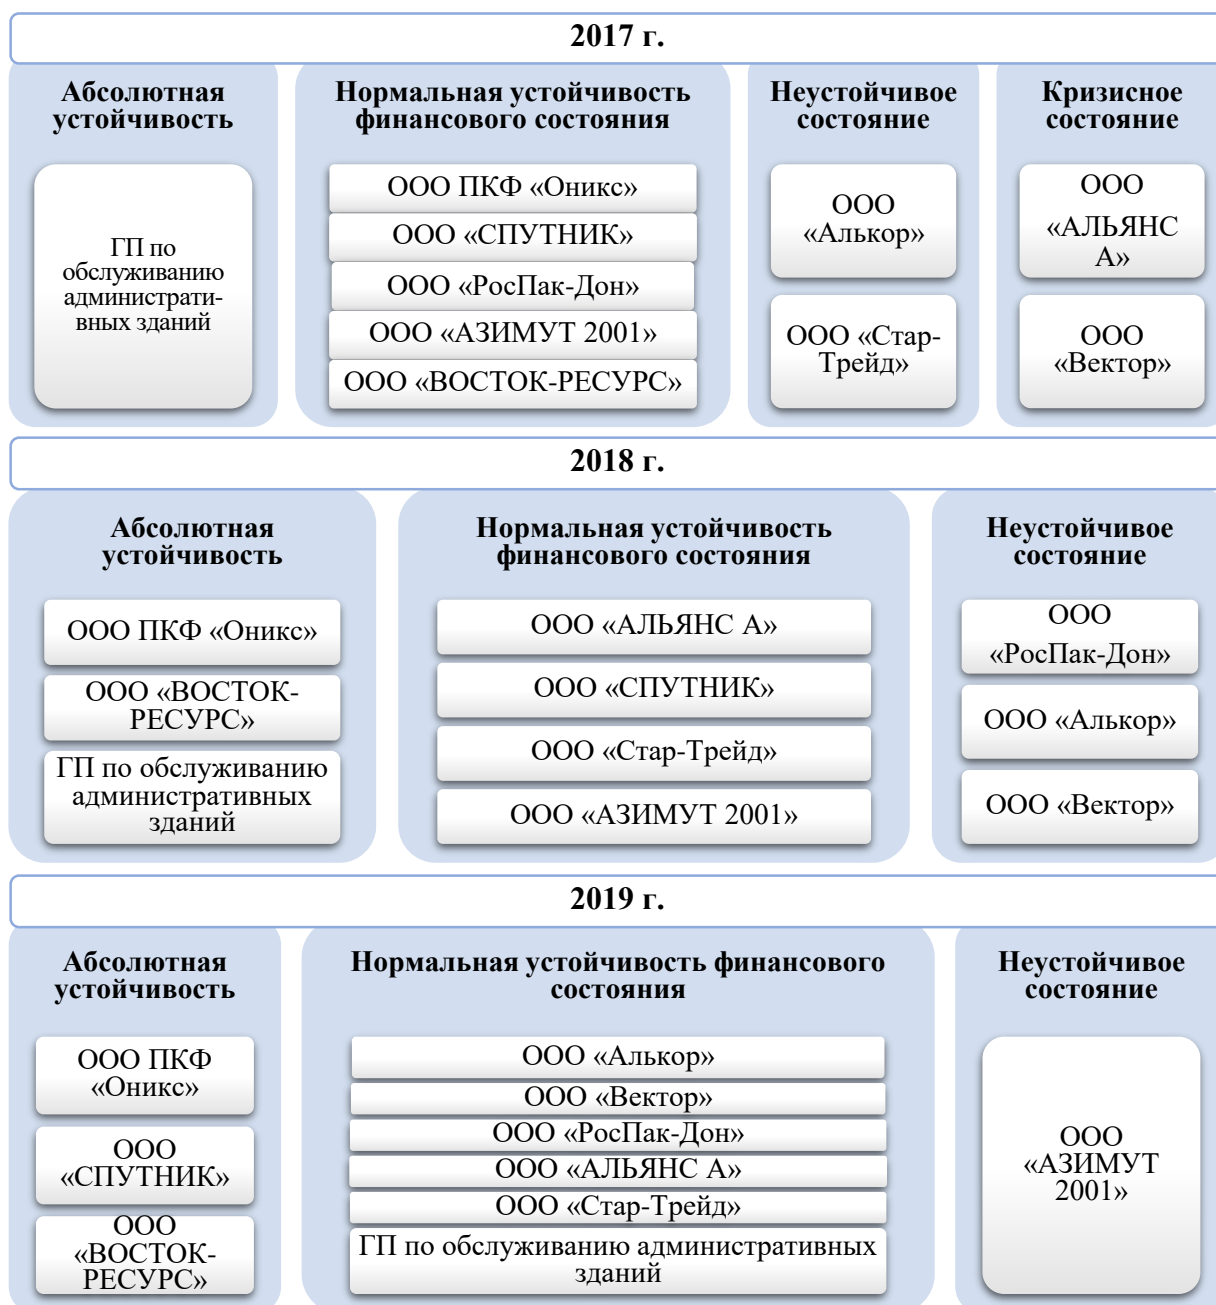 2017 г.
Абсолютная
устойчивость
ГП по
обслуживанию
административ-
вных зданий
Нормальная устойчивость
финансового состояния
ООО ПКФ «Оникс»
ООО «СПУТНИК»
ООО «РосПак-Дон»
ООО «АЗИМУТ 2001»
ООО «ВОСТОК-РЕСУРС»
Неустойчивое
состояние
ООО
«Алькор»
ООО «Стар-
Трейд»
Кризисное
состояние
ООО
«АЛЬЯНС
А»
ООО
«Вектор»
2018 г.
Абсолютная
устойчивость
ООО ПКФ «Оникс»
ООО «ВОСТОК-
РЕСУРС»
ГП по обслуживанию
административных
зданий
Нормальная устойчивость
финансового состояния
ООО «АЛЬЯНС А»
ООО «СПУТНИК»
ООО «Стар-Трейд»
ООО «АЗИМУТ 2001»
Неустойчивое
состояние
ООО
«РосПак-Дон»
ООО «Алькор»
ООО «Вектор»
2019 г.
Абсолютная
устойчивость
ООО ПКФ
«Оникс»
ООО
«СПУТНИК»
ООО
«ВОСТОК-
РЕСУРС»
Нормальная устойчивость финансового
состояния
ООО «Алькор»
ООО «Вектор»
ООО «РосПак-Дон»
ООО «АЛЬЯНС А»
ООО «Стар-Трейд»
ГП по обслуживанию административных
зданий
Неустойчивое
состояние
ООО
«АЗИМУТ
2001»